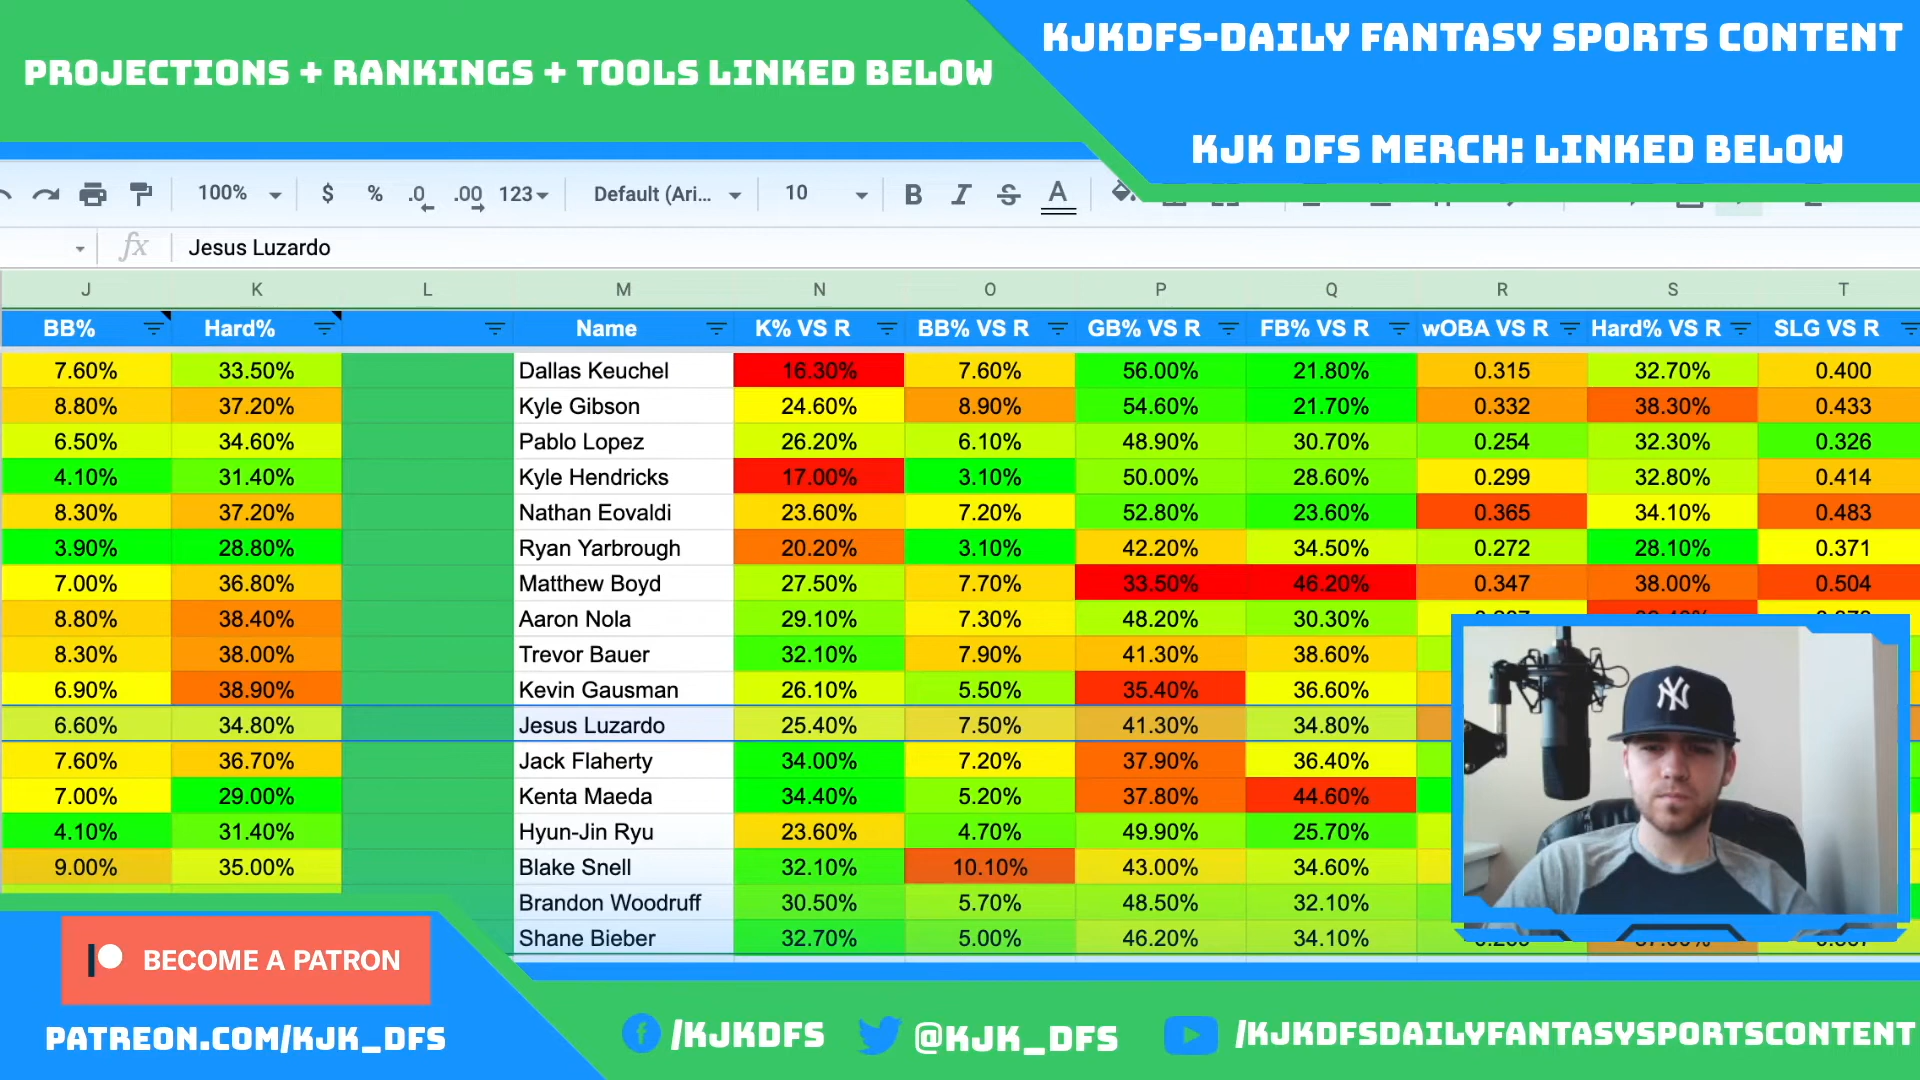 PROJECTIONS + RANKINGS + TOOLS LINKED BELOW
KJKDFS-DAILY FANTASY SPORTS CONTENT
KJK DFS MERCH: LINKED BELOW
100% $ % .0 .00 123 Default (Ari... 10 B I S A
fx Jesus Luzardo
J K L M N O P Q R S T
BB% Hard% Name K% VS R BB% VS R GB% VS R FB% VS R wOBA VS R Hard% VS R SLG VS R
7.60% 33.50% Dallas Keuchel 16.30% 7.60% 56.00% 21.80% 0.315 32.70% 0.400
8.80% 37.20% Kyle Gibson 24.60% 8.90% 54.60% 21.70% 0.332 38.30% 0.433
6.50% 34.60% Pablo Lopez 26.20% 6.10% 48.90% 30.70% 0.254 32.30% 0.326
4.10% 31.40% Kyle Hendricks 17.00% 3.10% 50.00% 28.60% 0.299 32.80% 0.414
8.30% 37.20% Nathan Eovaldi 23.60% 7.20% 52.80% 23.60% 0.365 34.10% 0.483
3.90% 28.80% Ryan Yarbrough 20.20% 3.10% 42.20% 34.50% 0.272 28.10% 0.371
7.00% 36.80% Matthew Boyd 27.50% 7.70% 33.50% 46.20% 0.347 38.00% 0.504
8.80% 38.40% Aaron Nola 29.10% 7.30% 48.20% 30.30%
8.30% 38.00% Trevor Bauer 32.10% 7.90% 41.30% 38.60%
6.90% 38.90% Kevin Gausman 26.10% 5.50% 35.40% 36.60%
6.60% 34.80% Jesus Luzardo 25.40% 7.50% 41.30% 34.80%
7.60% 36.70% Jack Flaherty 34.00% 7.20% 37.90% 36.40%
7.00% 29.00% Kenta Maeda 34.40% 5.20% 37.80% 44.60%
4.10% 31.40% Hyun-Jin Ryu 23.60% 4.70% 49.90% 25.70%
9.00% 35.00% Blake Snell 32.10% 10.10% 43.00% 34.60%
Brandon Woodruff 30.50% 5.70% 48.50% 32.10%
Shane Bieber 32.70% 5.00% 46.20% 34.10%
NY
BECOME A PATRON
PATREON.COM/KJK_DFS
/KJKDFS
@KJK_DFS
/KJKDFSDAILYFANTASYSPORTSCONTENT